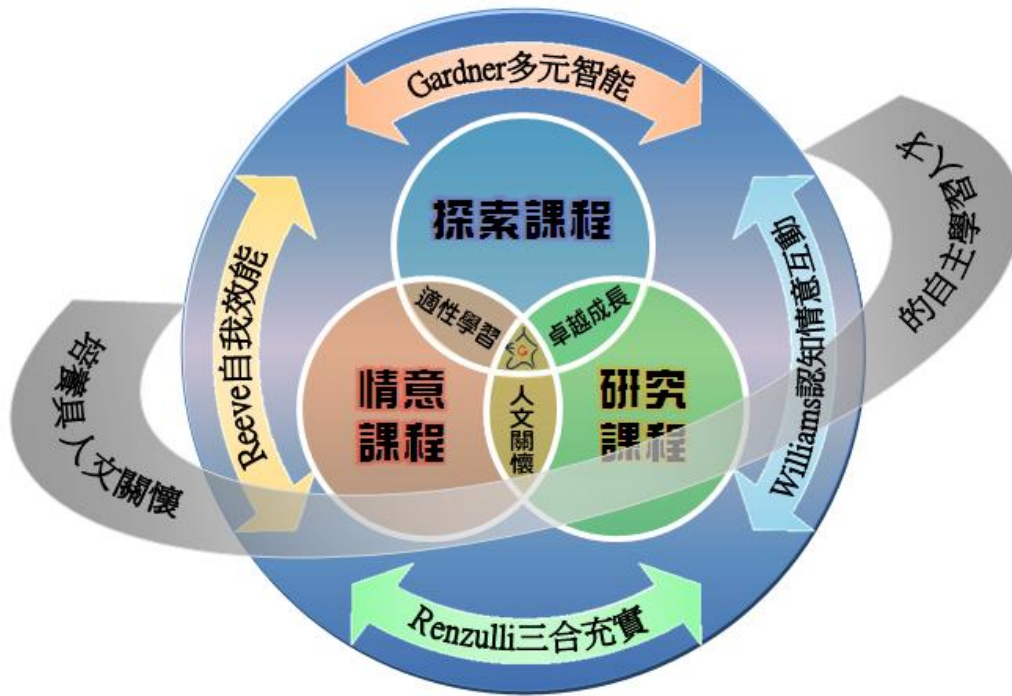 Gardner多元智能
探索課程
Reeve自我效能
Williams認知情意互動
適性學習
卓越成長
情意
課程
人文關懷
研究
課程
培養具人文關懷
的自主學習人才
Renzulli三合充實